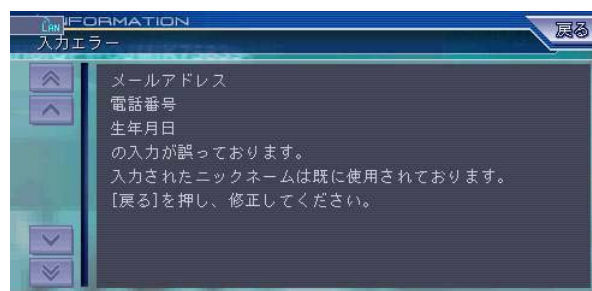 LAN
INFORMATION
戻る
入力エラー
メールアドレス
電話番号
生年月日
の入力が誤っております。
入力されたニックネームは既に使用されております。
[戻る]を押し、修正してください。